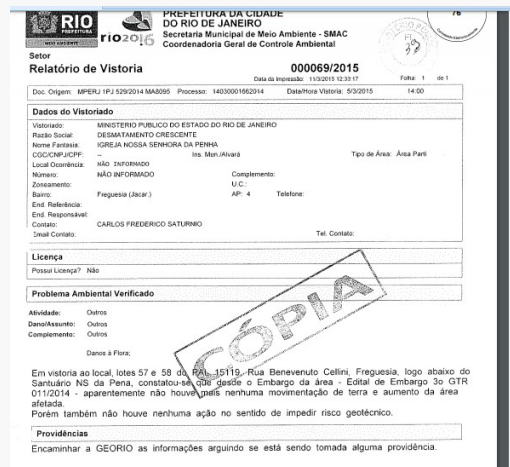 RIO
PREFEITURA
MEIO AMBIENTE
rio2016
PREFEITURA DA CIDADE
DO RIO DE JANEIRO
Secretaria Municipal de Meio Ambiente - SMAC
Coordenadoria Geral de Controle Ambiental
76
Setor
Relatório de Vistoria
000069/2015
Data da Impressão: 11/3/2015 12:33:17
Folha: 1 de 1
Doc. Origem: MPERJ 1PJ 529/2014 MA8095 Processo: 14030001662014 Data/Hora Vistoria: 5/3/2015 14:00
Dados do Vistoriado
Vistoriado: MINISTERIO PUBLICO DO ESTADO DO RIO DE JANEIRO
Razão Social: DESMATAMENTO CRESCENTE
Nome Fantasia: IGREJA NOSSA SENHORA DA PENHA
CGC/CNPJ/CPF: -- Ins. Mun./Alvará Tipo de Área: Área Parti
Local Ocorrência: NÃO INFORMADO
Número: NÃO INFORMADO Complemento:
Zoneamento: U.C.:
Bairro: Freguesia (Jacar.) AP: 4 Telefone:
End. Referência:
End. Responsável:
Contato: CARLOS FREDERICO SATURNIO
Email Contato: Tel. Contato:
Licença
Possui Licença? Não
Problema Ambiental Verificado
Atividade: Outros
Dano/Assunto: Outros
Complemento: Outros
Danos à Flora;
CÓPIA
Em vistoria ao local, lotes 57 e 58 do PAL 15119, Rua Benevenuto Cellini, Freguesia, logo abaixo do
Santuário NS da Pena, constatou-se que desde o Embargo da área - Edital de Embargo 3o GTR
011/2014 - aparentemente não houve mais nenhuma movimentação de terra e aumento da área
afetada.
Porém também não houve nenhuma ação no sentido de impedir risco geotécnico.
Providências
Encaminhar a GEORIO as informações arguindo se está sendo tomada alguma providência.